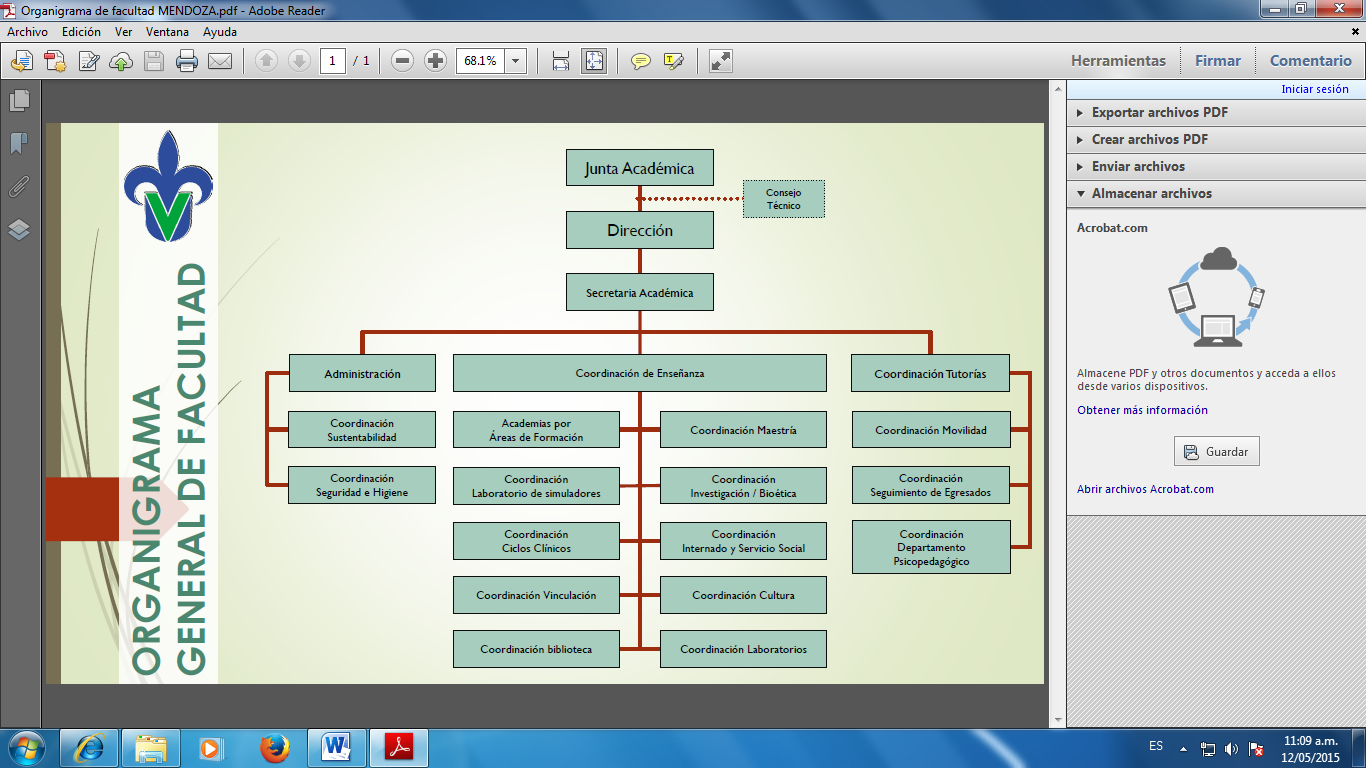 Organigrama de facultad MENDOZA.pdf - Adobe Reader
Archivo Edición Ver Ventana Ayuda
1 / 1 68.1% Herramientas Firmar Comentario
Iniciar sesión
Exportar archivos PDF
Crear archivos PDF
Enviar archivos
Almacenar archivos
Acrobat.com
Almacene PDF y otros documentos y acceda a ellos
desde varios dispositivos.
Obtener más información
Guardar
Abrir archivos Acrobat.com
ORGANIGRAMA
GENERAL DE FACULTAD
Junta Académica
Consejo
Técnico
Dirección
Secretaria Académica
Administración
Coordinación
Sustentabilidad
Coordinación
Seguridad e Higiene
Coordinación de Enseñanza
Academias por
Áreas de Formación
Coordinación Maestría
Coordinación
Laboratorio de simuladores
Coordinación
Investigación / Bioética
Coordinación
Ciclos Clínicos
Coordinación
Internado y Servicio Social
Coordinación Vinculación
Coordinación Cultura
Coordinación biblioteca
Coordinación Laboratorios
Coordinación Tutorías
Coordinación Movilidad
Coordinación
Seguimiento de Egresados
Coordinación
Departamento
Psicopedagógico
ES
11:09 a.m.
12/05/2015